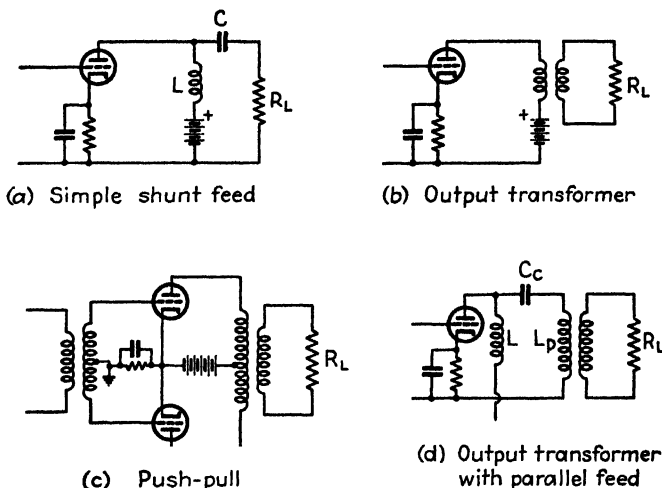 C
L
+
R_L
(a) Simple shunt feed
+
R_L
(b) Output transformer
R_L
(c) Push-pull
C_C
L
L_p
R_L
(d) Output transformer
with parallel feed